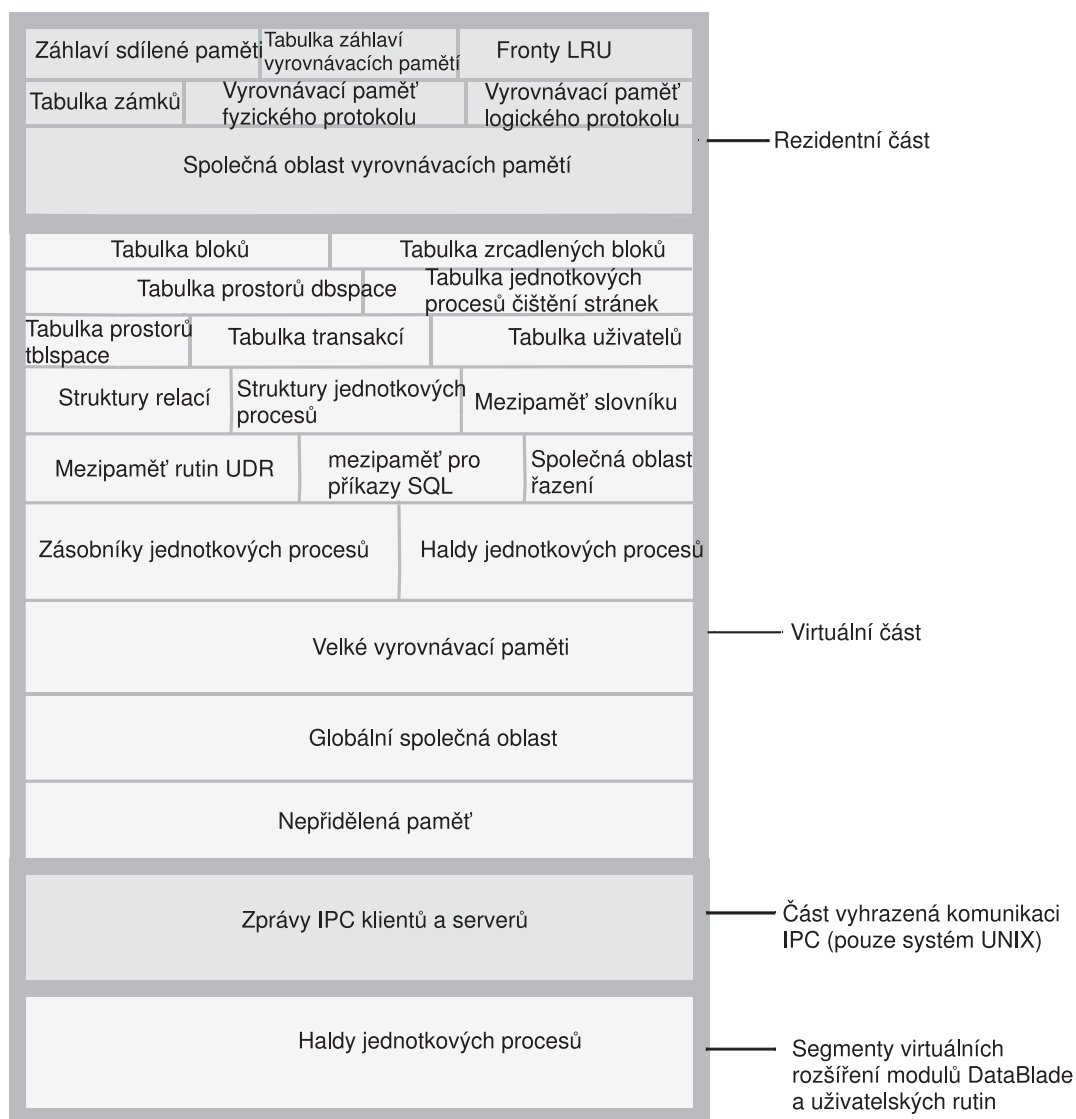 Záhlaví sdílené paměti
Tabulka záhlaví
vyrovnávacích pamětí
Fronty LRU
Tabulka zámků
Vyrovnávací paměť
fyzického protokolu
Vyrovnávací paměť
logického protokolu
Rezidentní část
Společná oblast vyrovnávacích pamětí
Tabulka bloků
Tabulka zrcadlených bloků
Tabulka prostorů dbspace
Tabulka jednotkových
procesů čištění stránek
Tabulka prostorů
tblspace
Tabulka transakcí
Tabulka uživatelů
Struktury relací
Struktury jednotkových
procesů
Mezipaměť slovníku
Mezipaměť rutin UDR
mezipaměť pro
příkazy SQL
Společná oblast
řazení
Zásobníky jednotkových procesů
Haldy jednotkových procesů
Velké vyrovnávací paměti
Virtuální část
Globální společná oblast
Nepřidělená paměť
Zprávy IPC klientů a serverů
Část vyhrazená komunikaci
IPC (pouze systém UNIX)
Haldy jednotkových procesů
Segmenty virtuálních
rozšíření modulů DataBlade
a uživatelských rutin